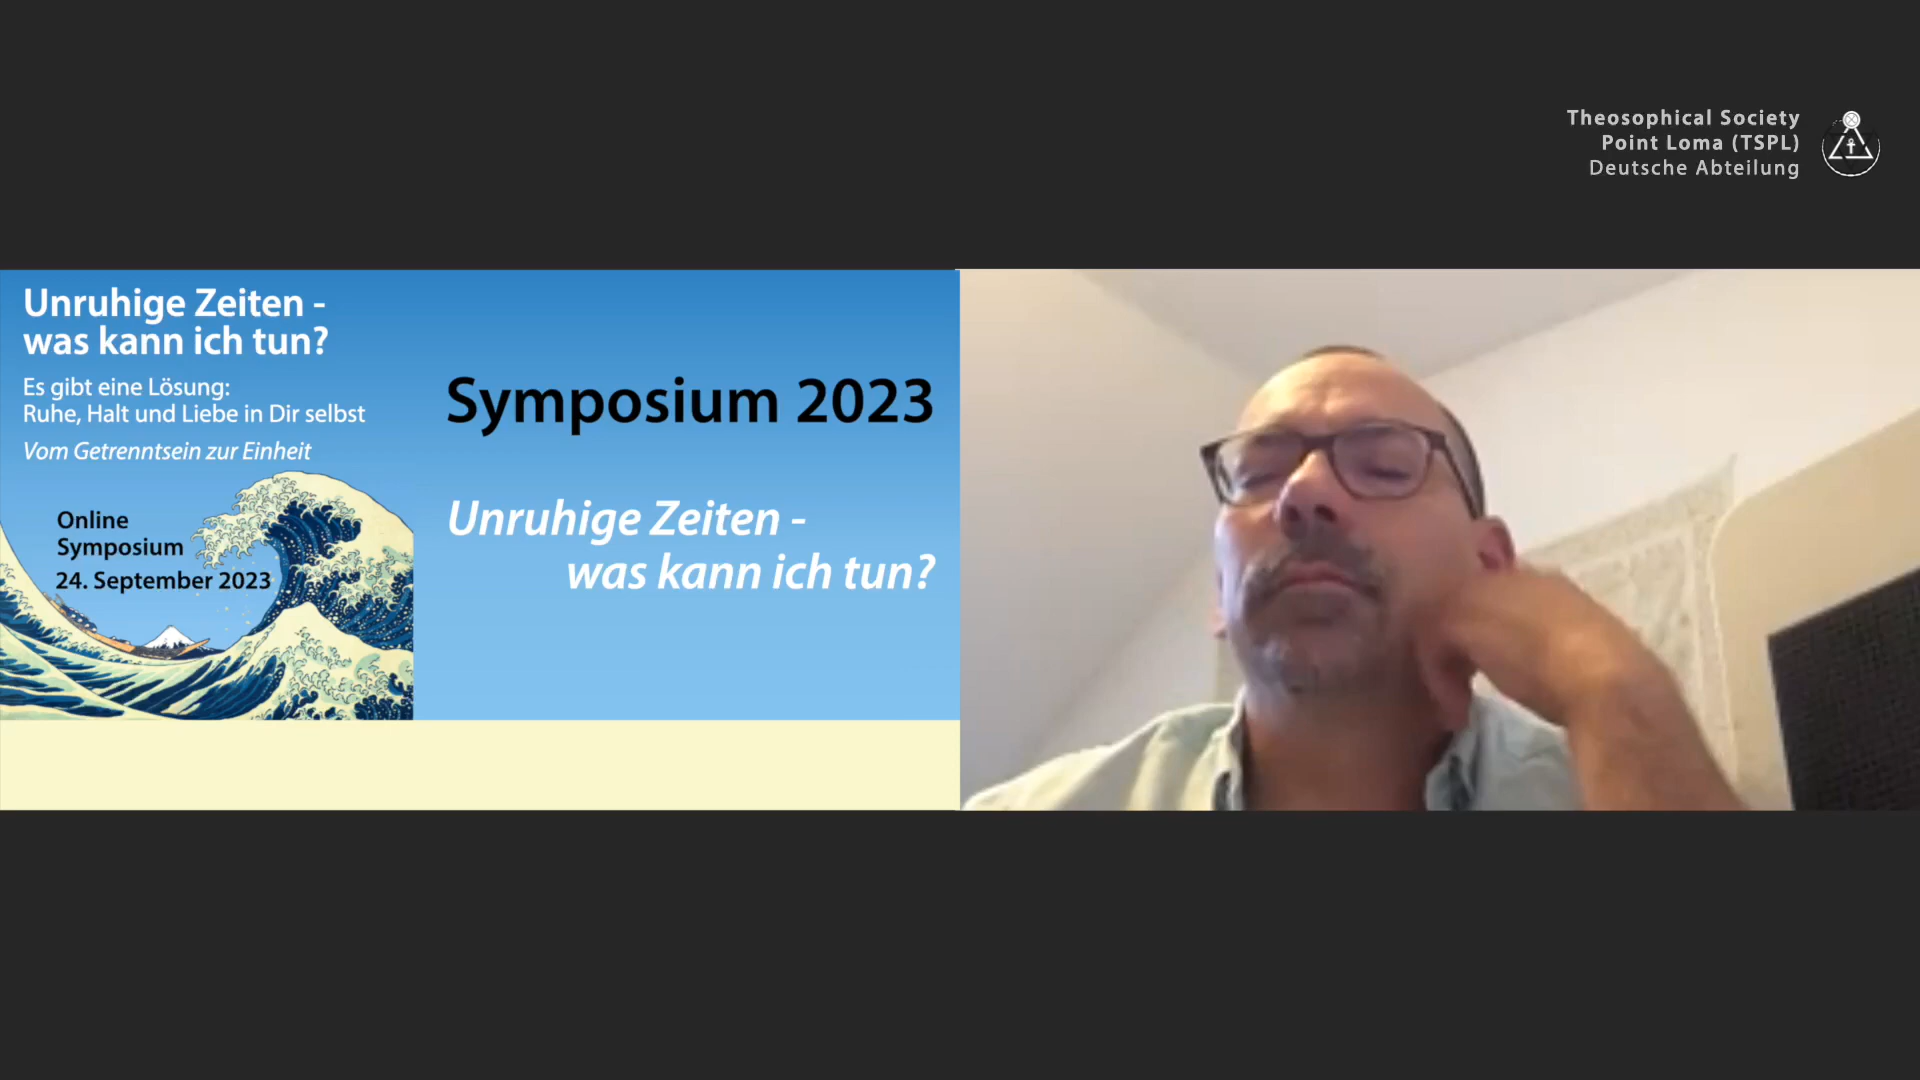 Theosophical Society
Point Loma (TSPL)
Deutsche Abteilung
Unruhige Zeiten -
was kann ich tun?
Es gibt eine Lösung:
Ruhe, Halt und Liebe in Dir selbst
Vom Getrenntsein zur Einheit
Online
Symposium
24. September 2023
Symposium 2023
Unruhige Zeiten -
was kann ich tun?